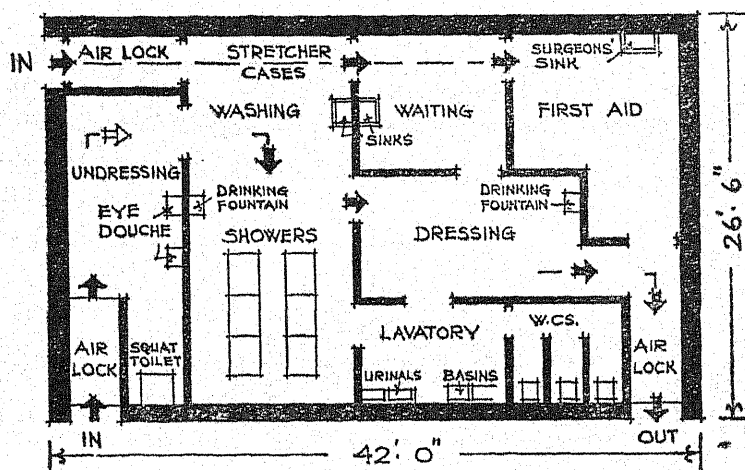 IN
AIR LOCK
STRETCHER
CASES
SURGEONS'
SINK
WASHING
WAITING
FIRST AID
SINKS
UNDRESSING
EYE
DOUCHE
DRINKING
FOUNTAIN
DRINKING
FOUNTAIN
SHOWERS
DRESSING
26'. 6"
AIR
LOCK
SQUAT
TOILET
LAVATORY
W.CS.
URINALS
BASINS
AIR
LOCK
IN
42'. 0"
OUT